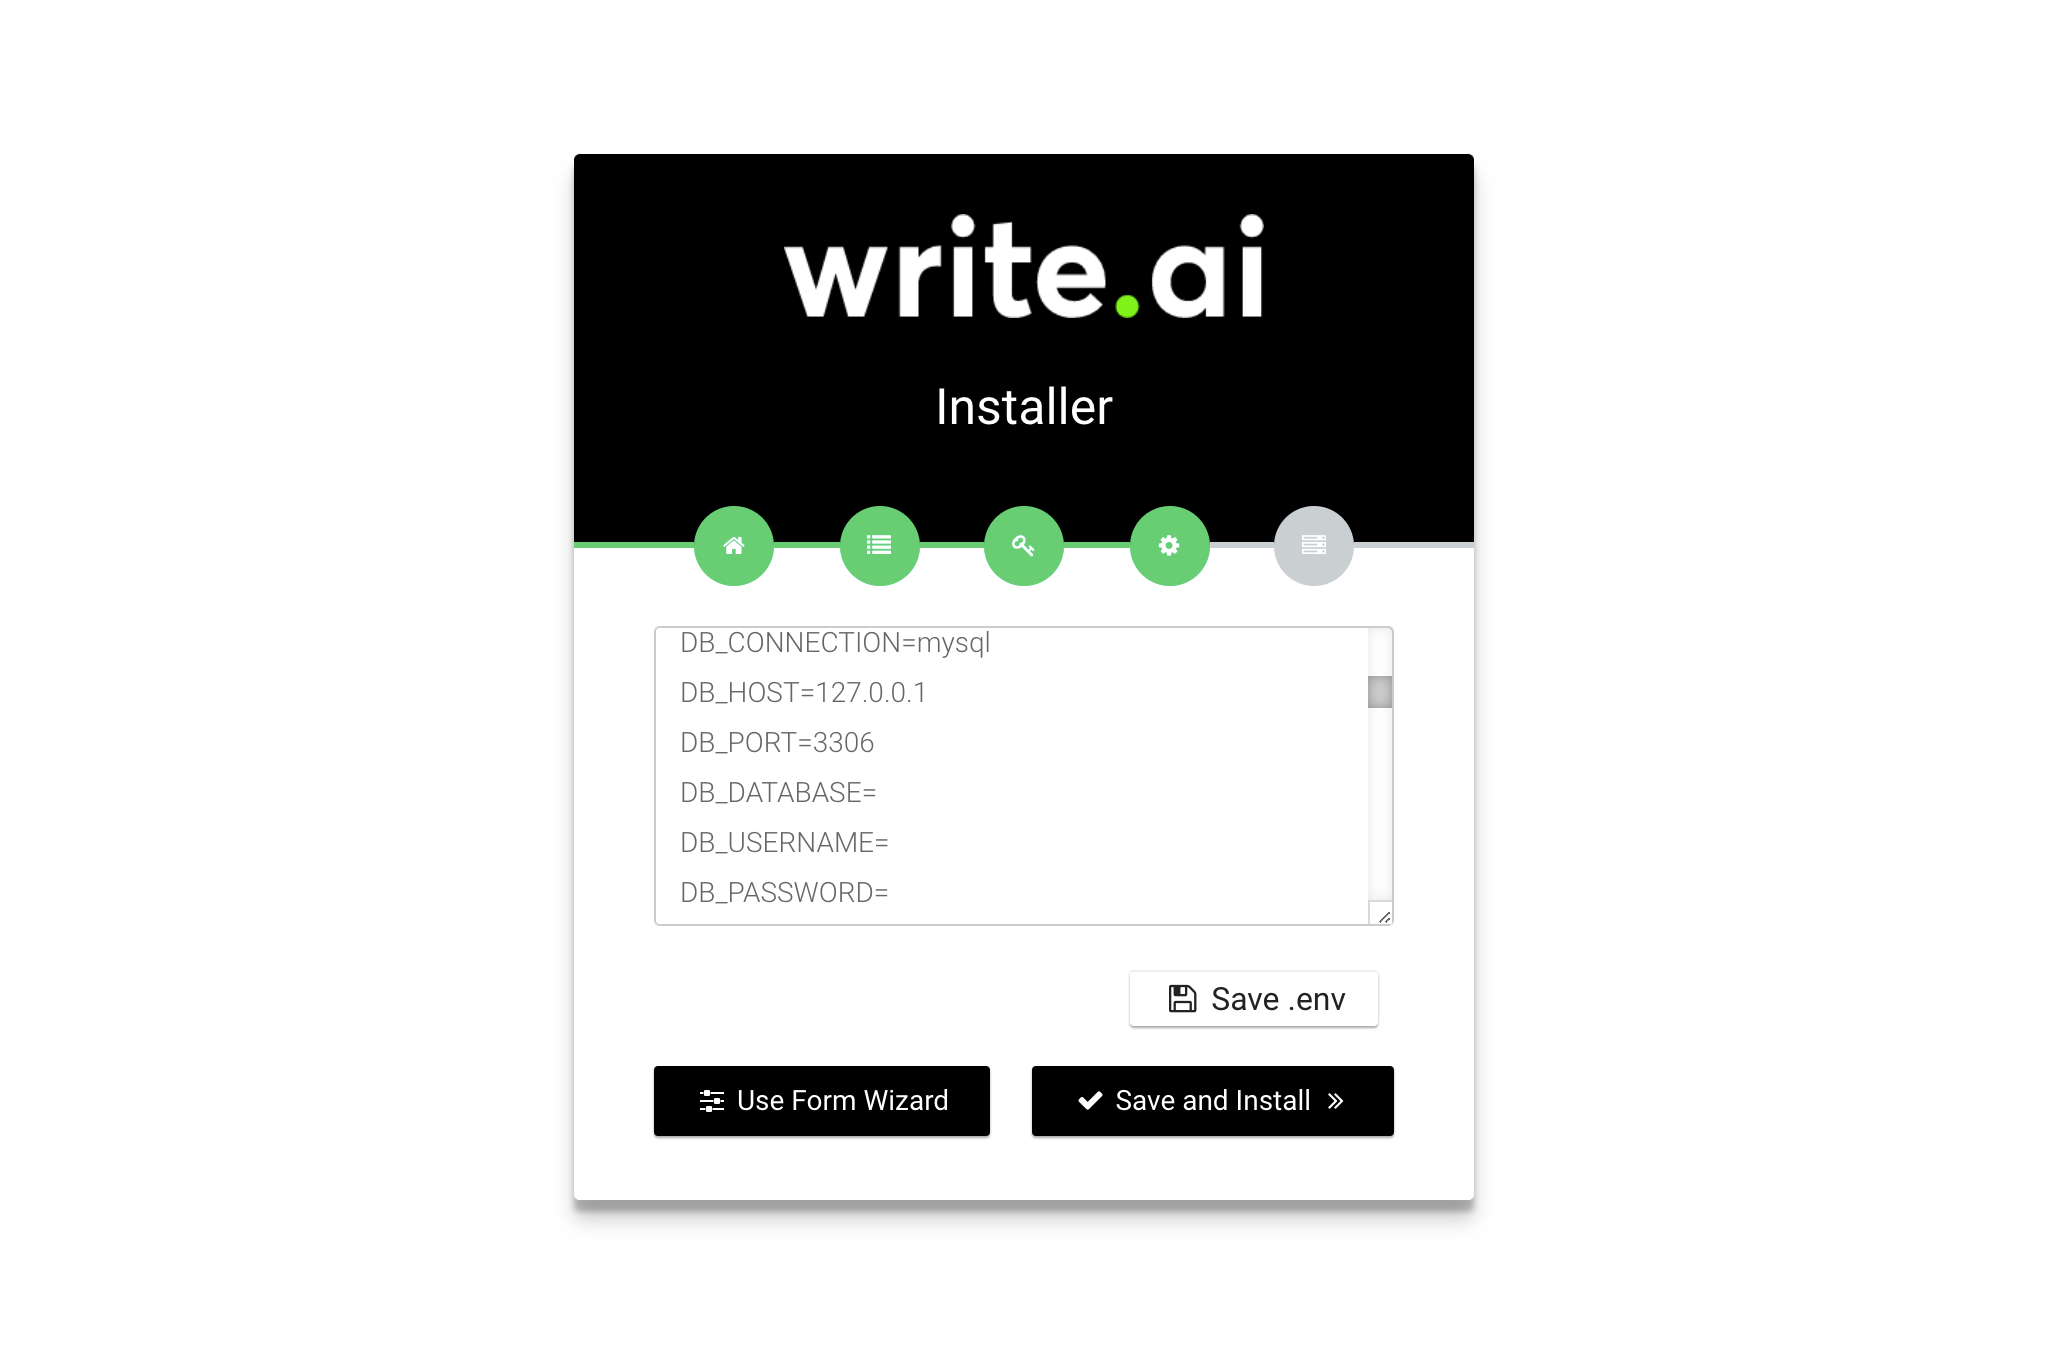 write.ai
Installer
DB_CONNECTION=mysql
DB_HOST=127.0.0.1
DB_PORT=3306
DB_DATABASE=
DB_USERNAME=
DB_PASSWORD=
Save .env
Use Form Wizard
Save and Install »